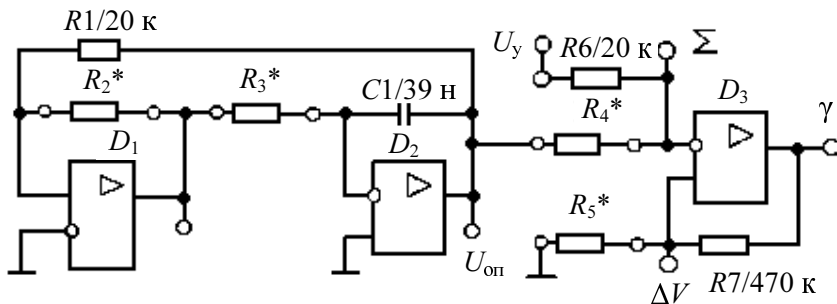 R1/20 к
R₂*
R₃*
C1/39 н
D₁
D₂
Uоп
Uу
R6/20 к
Σ
R₄*
D₃
γ
R₅*
ΔV
R7/470 к